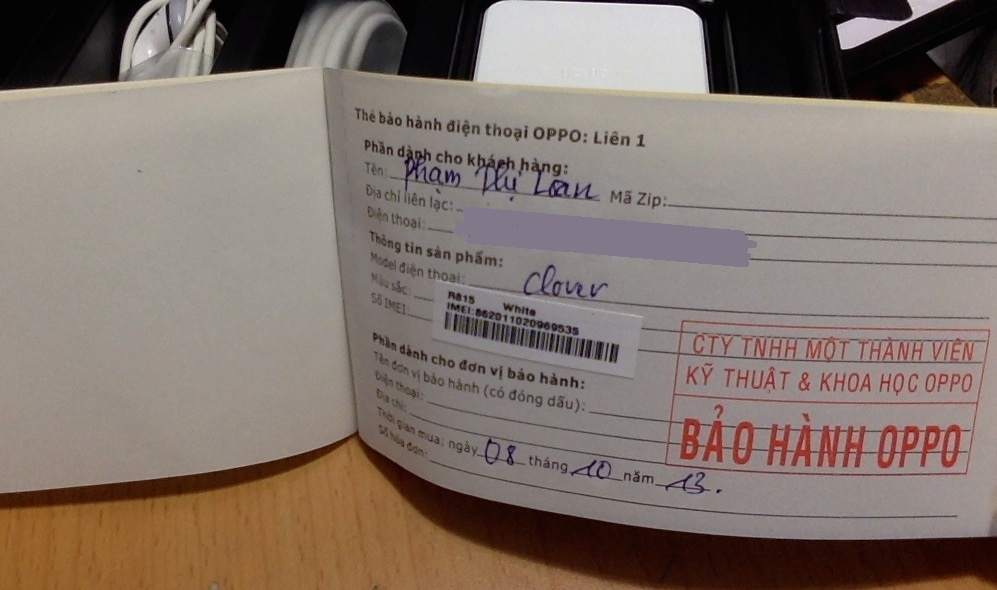 Thẻ bảo hành điện thoại OPPO: Liên 1
Phần dành cho khách hàng:
Tên: Phạm Thị Loan Mã Zip:
Địa chỉ liên lạc:
Điện thoại:
Thông tin sản phẩm:
Model điện thoại: Clover
Màu sắc:
Số IMEI:
R815 White
IMEI:862011020969535
Phần dành cho đơn vị bảo hành:
Tên đơn vị bảo hành (có đóng dấu):
Điện thoại:
Địa chỉ:
Thời gian mua: ngày 08 tháng 10 năm 13.
Số hóa đơn:
CTY TNHH MỘT THÀNH VIÊN
KỸ THUẬT & KHOA HỌC OPPO
BẢO HÀNH OPPO